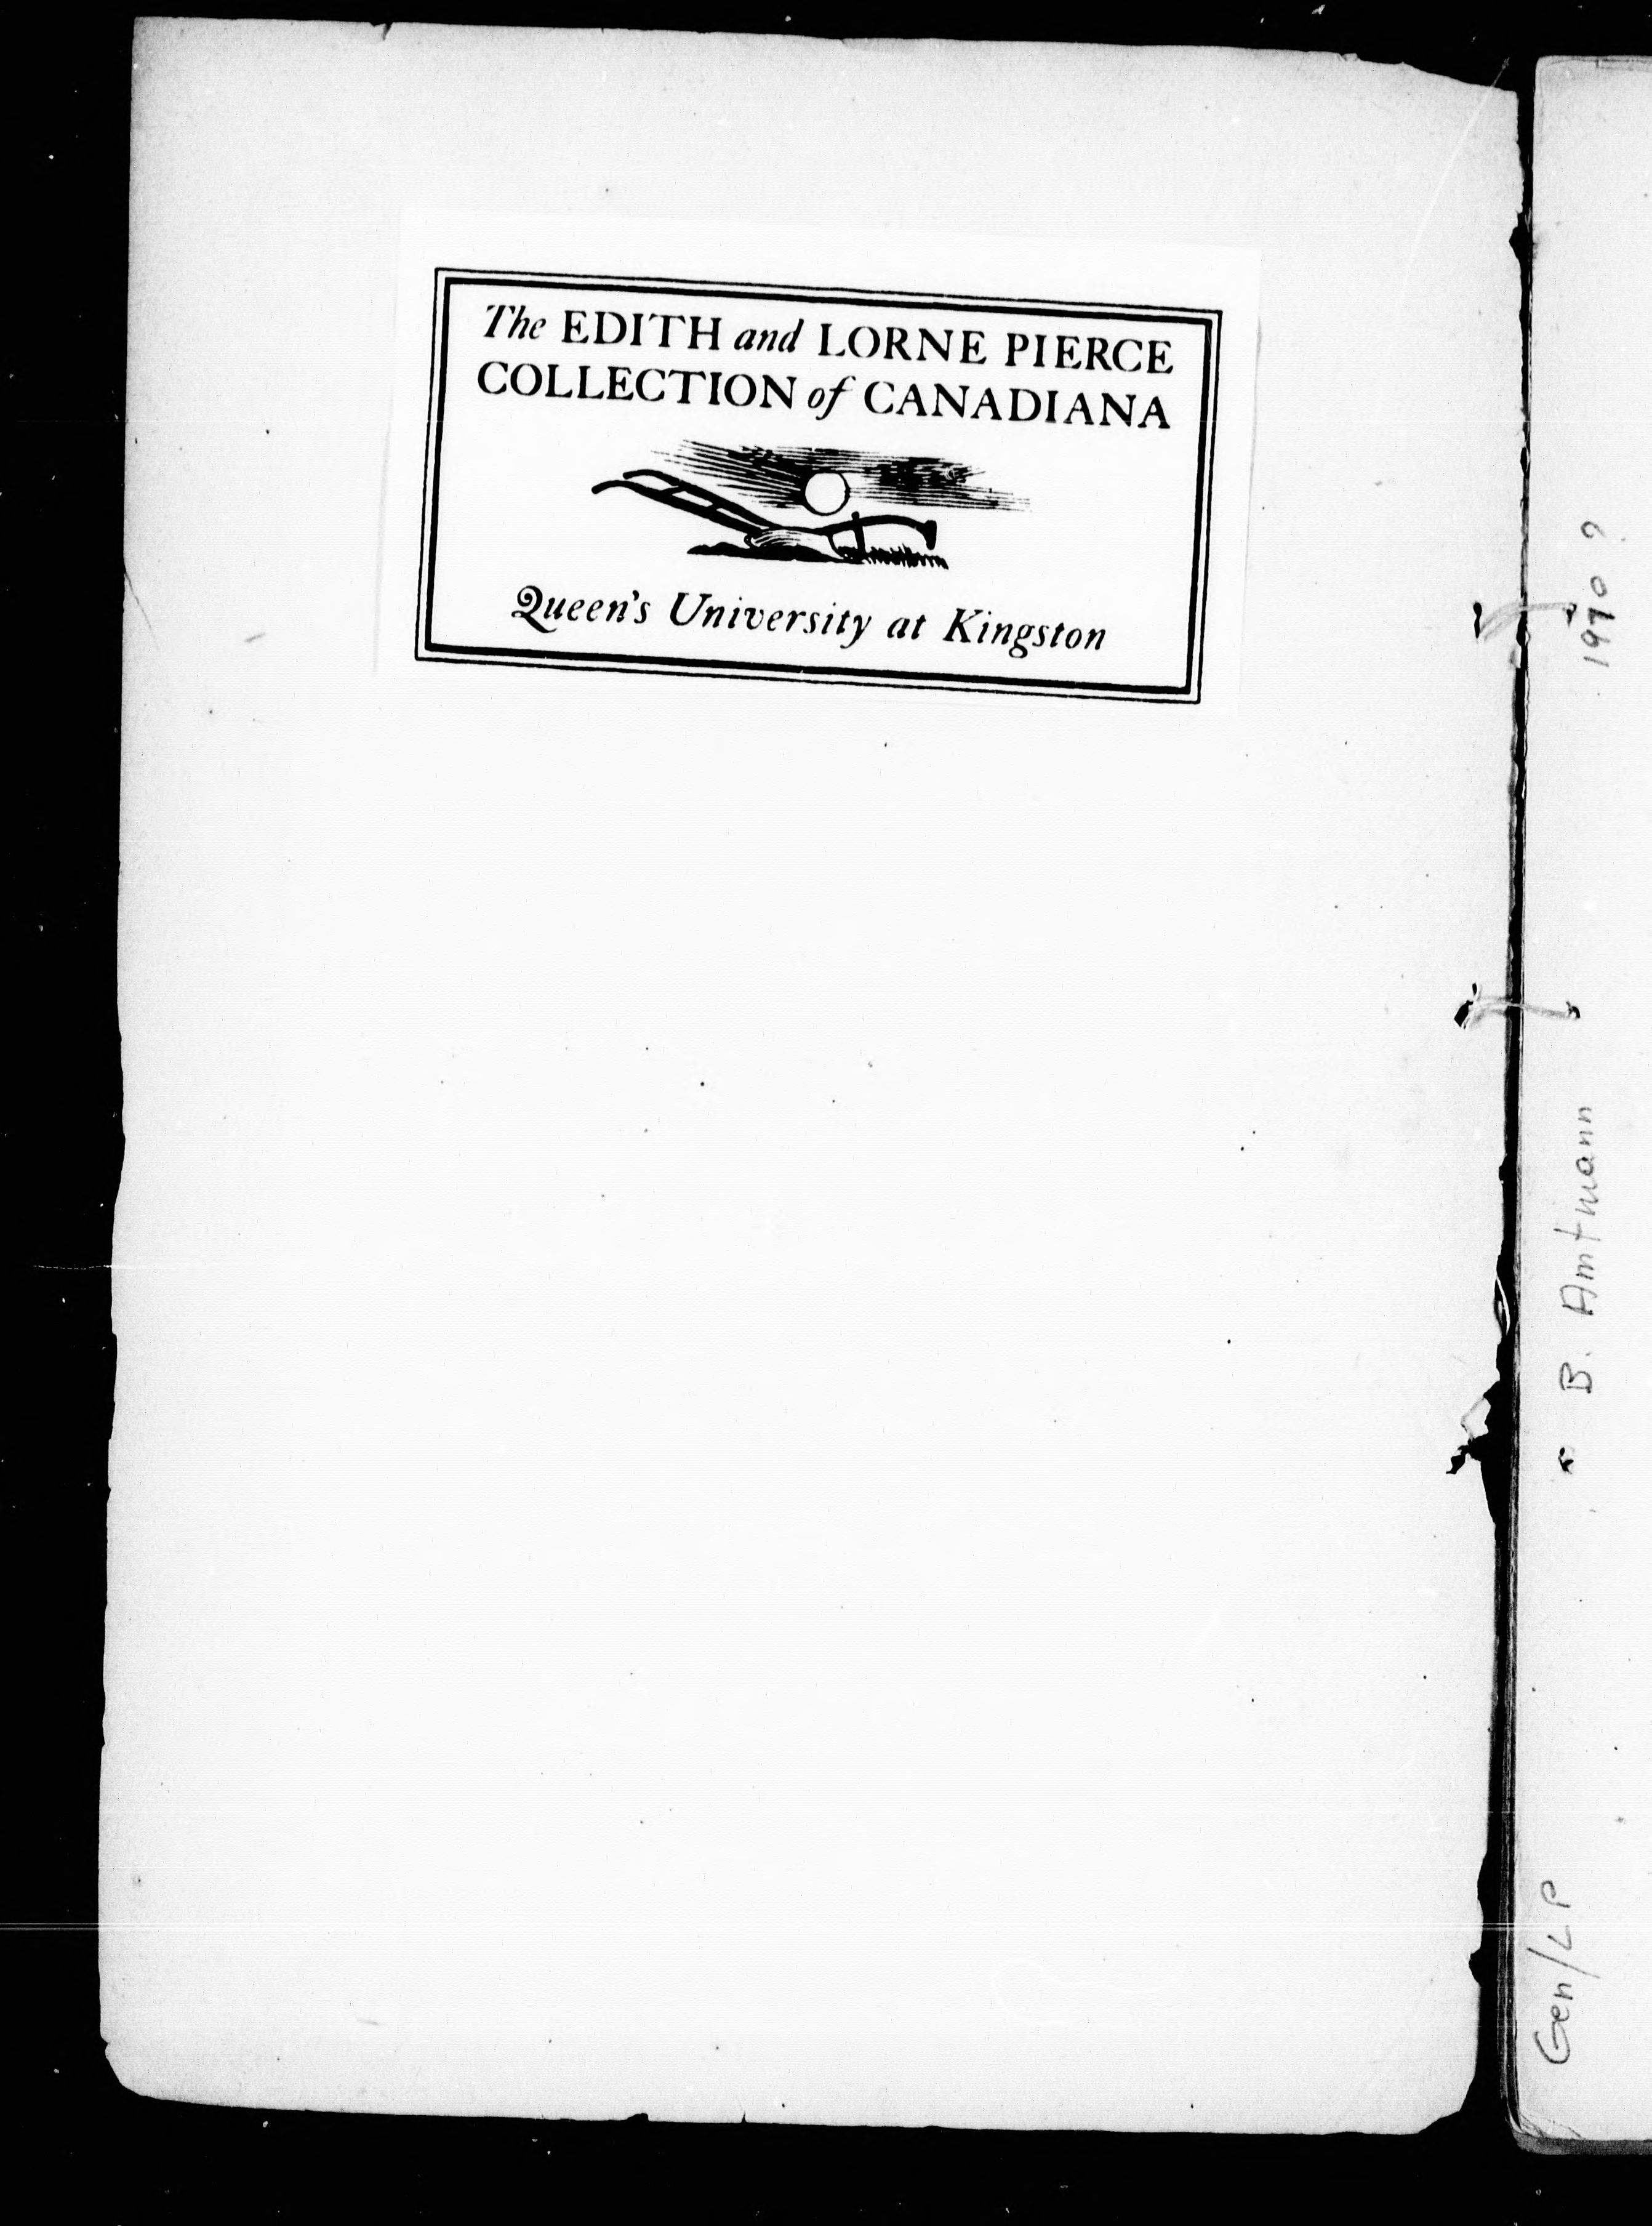 The EDITH and LORNE PIERCE
COLLECTION of CANADIANA
Queen's University at Kingston
Gen/LP
B. Amtmann
1970 ?